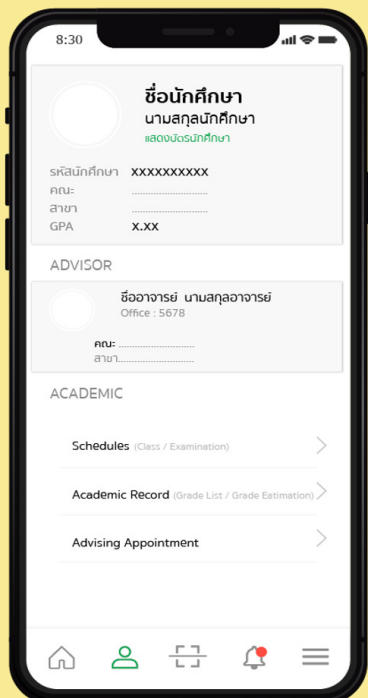 8:30
ชื่อนักศึกษา
นามสกุลนักศึกษา
แสดงบัตรนักศึกษา
รหัสนักศึกษา xxxxxxxxxx
คณะ ............................
สาขา ............................
GPA x.xx
ADVISOR
ชื่ออาจารย์ นามสกุลอาจารย์
Office : 5678
คณะ ............................
สาขา............................
ACADEMIC
Schedules (Class / Examination)
Academic Record (Grade List / Grade Eatimation)
Advising Appointment